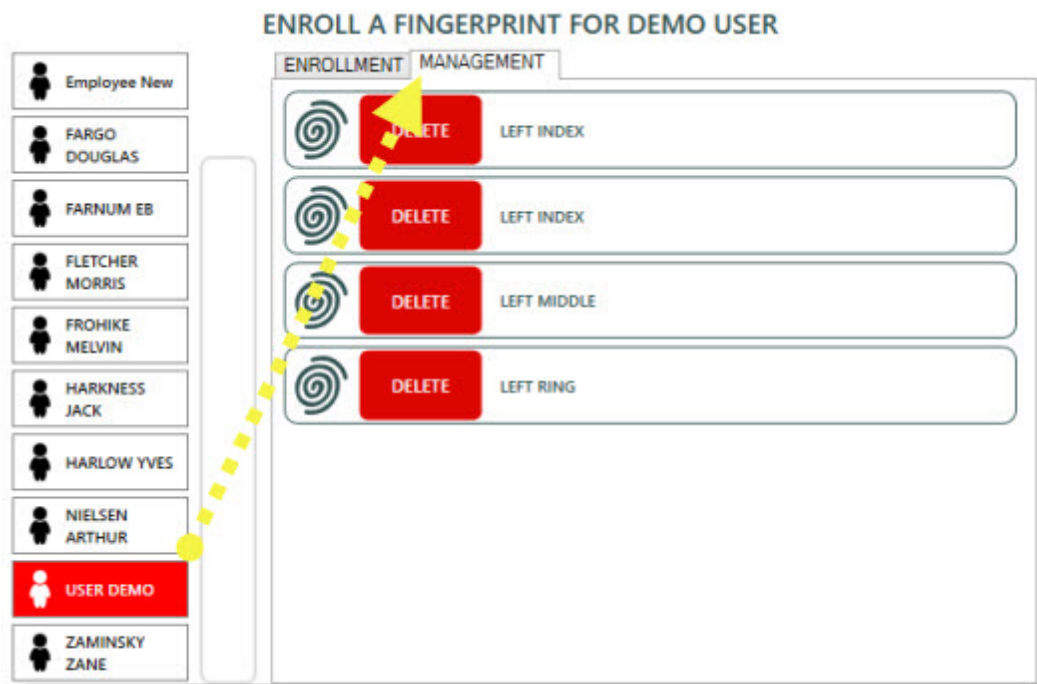 ENROLL A FINGERPRINT FOR DEMO USER
Employee New
FARGO
DOUGLAS
FARNUM EB
FLETCHER
MORRIS
FROHIKE
MELVIN
HARKNESS
JACK
HARLOW YVES
NIELSEN
ARTHUR
USER DEMO
ZAMINSKY
ZANE
ENROLLMENT MANAGEMENT
DELETE LEFT INDEX
DELETE LEFT INDEX
DELETE LEFT MIDDLE
DELETE LEFT RING